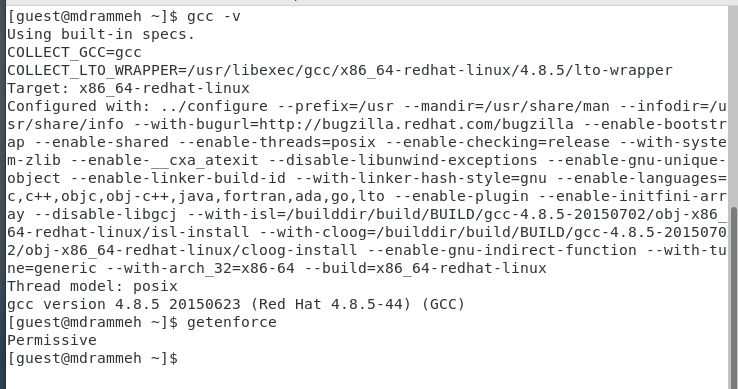 [guest@mdrammeh ~]$ gcc -v
Using built-in specs.
COLLECT_GCC=gcc
COLLECT_LTO_WRAPPER=/usr/libexec/gcc/x86_64-redhat-linux/4.8.5/lto-wrapper
Target: x86_64-redhat-linux
Configured with: ../configure --prefix=/usr --mandir=/usr/share/man --infodir=/u
sr/share/info --with-bugurl=http://bugzilla.redhat.com/bugzilla --enable-bootstr
ap --enable-shared --enable-threads=posix --enable-checking=release --with-syste
m-zlib --enable-__cxa_atexit --disable-libunwind-exceptions --enable-gnu-unique-
object --enable-linker-build-id --with-linker-hash-style=gnu --enable-languages=
c,c++,objc,obj-c++,java,fortran,ada,go,lto --enable-plugin --enable-initfini-arr
ay --disable-libgcj --with-isl=/builddir/build/BUILD/gcc-4.8.5-20150702/obj-x86_
64-redhat-linux/isl-install --with-cloog=/builddir/build/BUILD/gcc-4.8.5-2015070
2/obj-x86_64-redhat-linux/cloog-install --enable-gnu-indirect-function --with-tu
ne=generic --with-arch_32=x86-64 --build=x86_64-redhat-linux
Thread model: posix
gcc version 4.8.5 20150623 (Red Hat 4.8.5-44) (GCC)
[guest@mdrammeh ~]$ getenforce
Permissive
[guest@mdrammeh ~]$